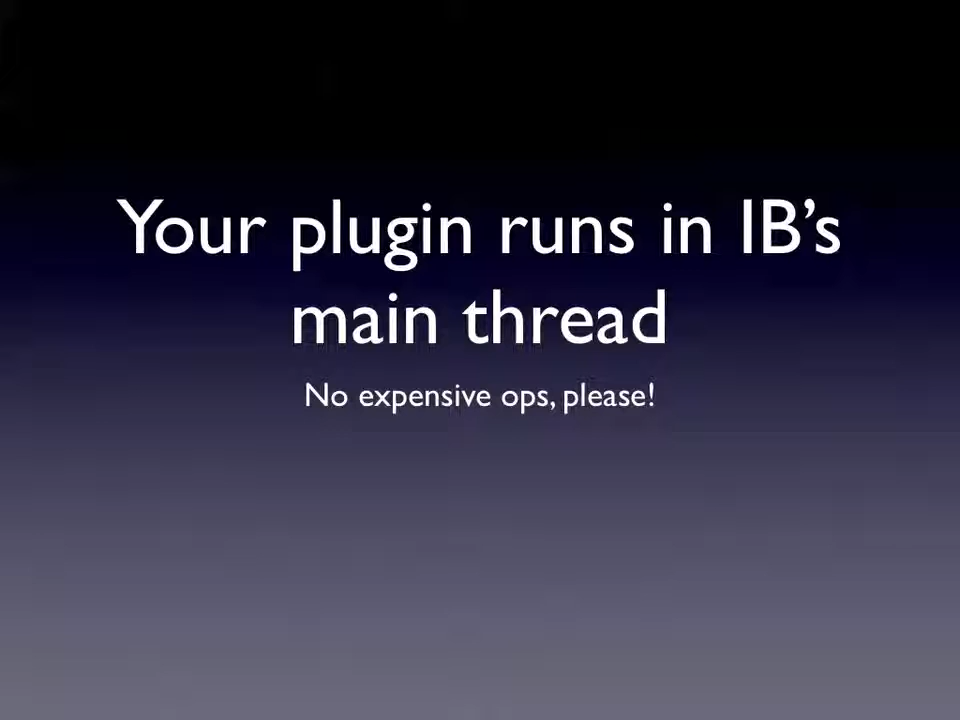 Your plugin runs in IB’s
main thread
No expensive ops, please!